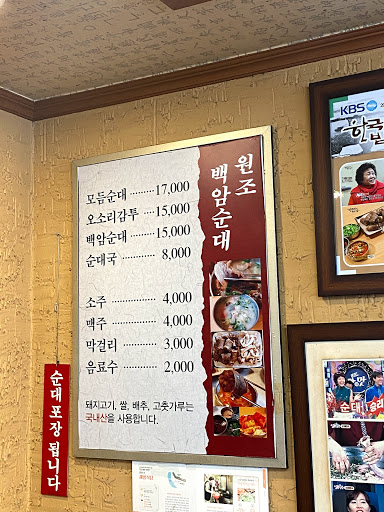 원조
백암순대
모듬순대 ········· 17,000
오소리감투 ···· 15,000
백암순대 ········· 15,000
순대국 ············ 8,000
소주 ··············· 4,000
맥주 ··············· 4,000
막걸리 ············ 3,000
음료수 ············ 2,000
돼지고기, 쌀, 배추, 고춧가루는
국내산을 사용합니다.
순대포장 됩니다
KBS